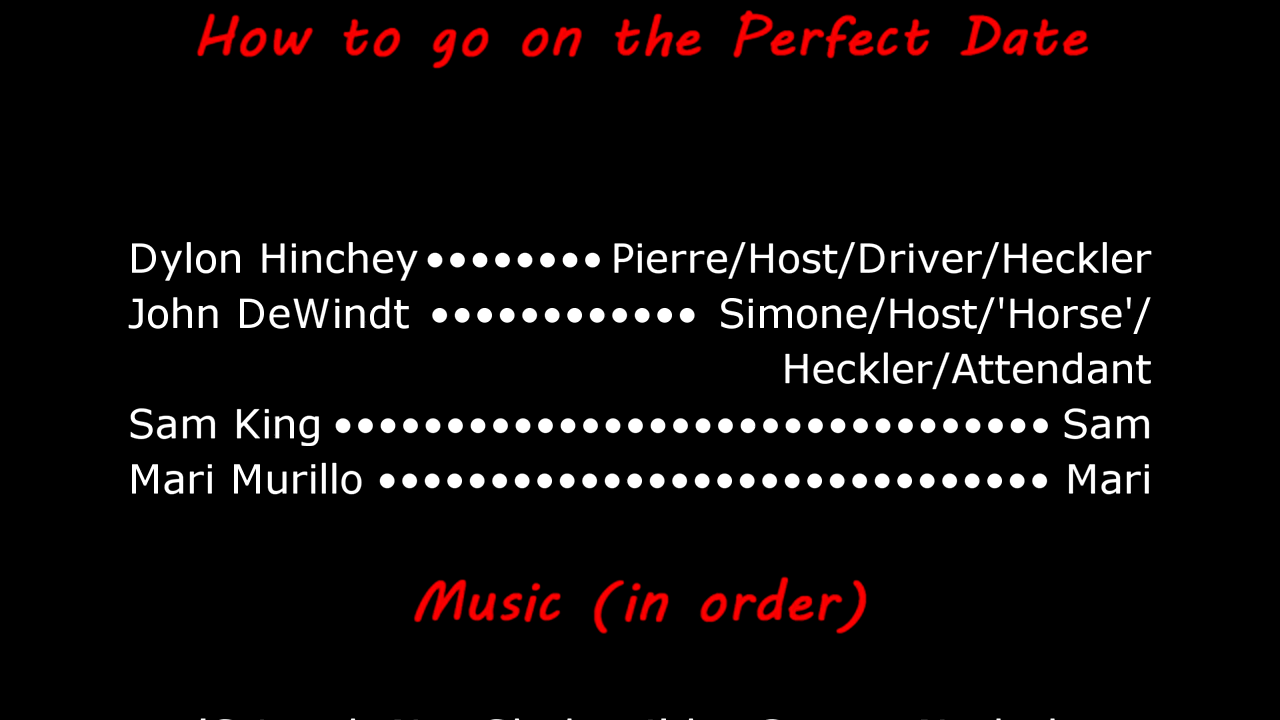 How to go on the Perfect Date
Dylon Hinchey•••••••• Pierre/Host/Driver/Heckler
John DeWindt •••••••••••• Simone/Host/'Horse'/
Heckler/Attendant
Sam King •••••••••••••••••••••••••••••••• Sam
Mari Murillo •••••••••••••••••••••••••••••• Mari
Music (in order)